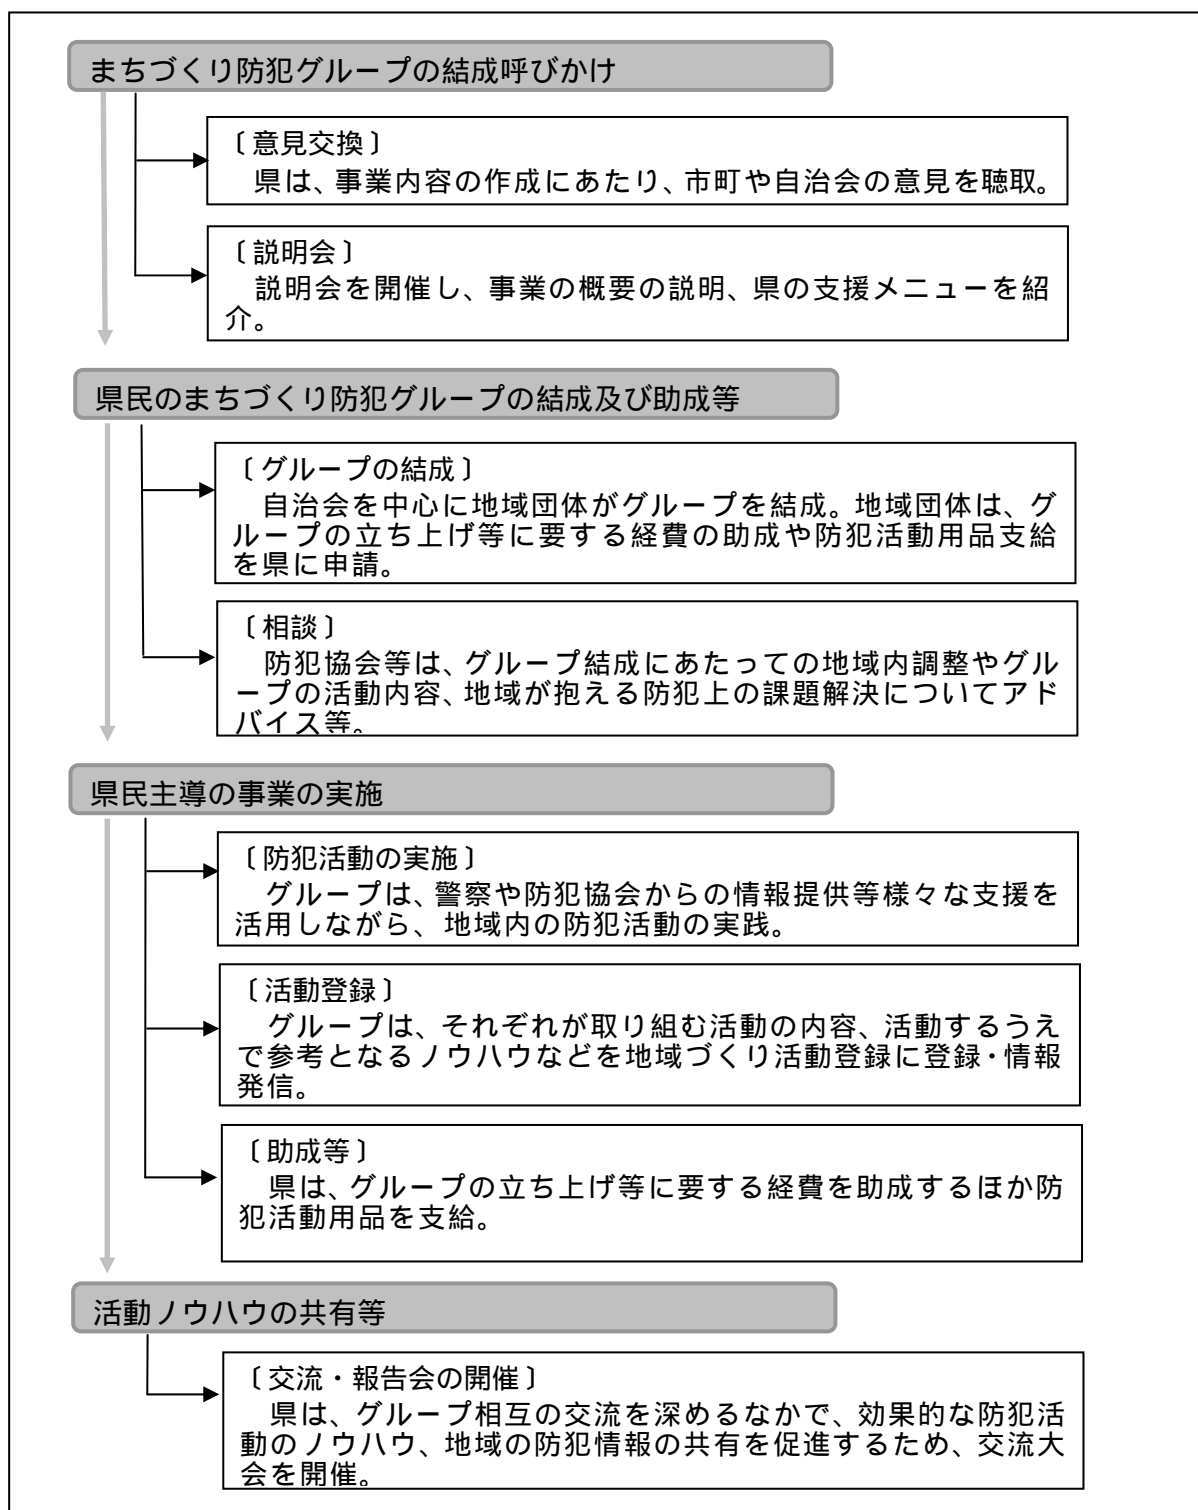 まちづくり防犯グループの結成呼びかけ
〔意見交換〕
県は、事業内容の作成にあたり、市町や自治会の意見を聴取。
〔説明会〕
説明会を開催し、事業の概要の説明、県の支援メニューを紹
介。
県民のまちづくり防犯グループの結成及び助成等
〔グループの結成〕
自治会を中心に地域団体がグループを結成。地域団体は、グ
ループの立ち上げ等に要する経費の助成や防犯活動用品支給
を県に申請。
〔相談〕
防犯協会等は、グループ結成にあたっての地域内調整やグル
ープの活動内容、地域が抱える防犯上の課題解決についてアド
バイス等。
県民主導の事業の実施
〔防犯活動の実施〕
グループは、警察や防犯協会からの情報提供等様々な支援を
活用しながら、地域内の防犯活動の実践。
〔活動登録〕
グループは、それぞれが取り組む活動の内容、活動するうえ
で参考となるノウハウなどを地域づくり活動登録に登録・情報
発信。
〔助成等〕
県は、グループの立ち上げ等に要する経費を助成するほか防
犯活動用品を支給。
活動ノウハウの共有等
〔交流・報告会の開催〕
県は、グループ相互の交流を深めるなかで、効果的な防犯活
動のノウハウ、地域の防犯情報の共有を促進するため、交流大
会を開催。